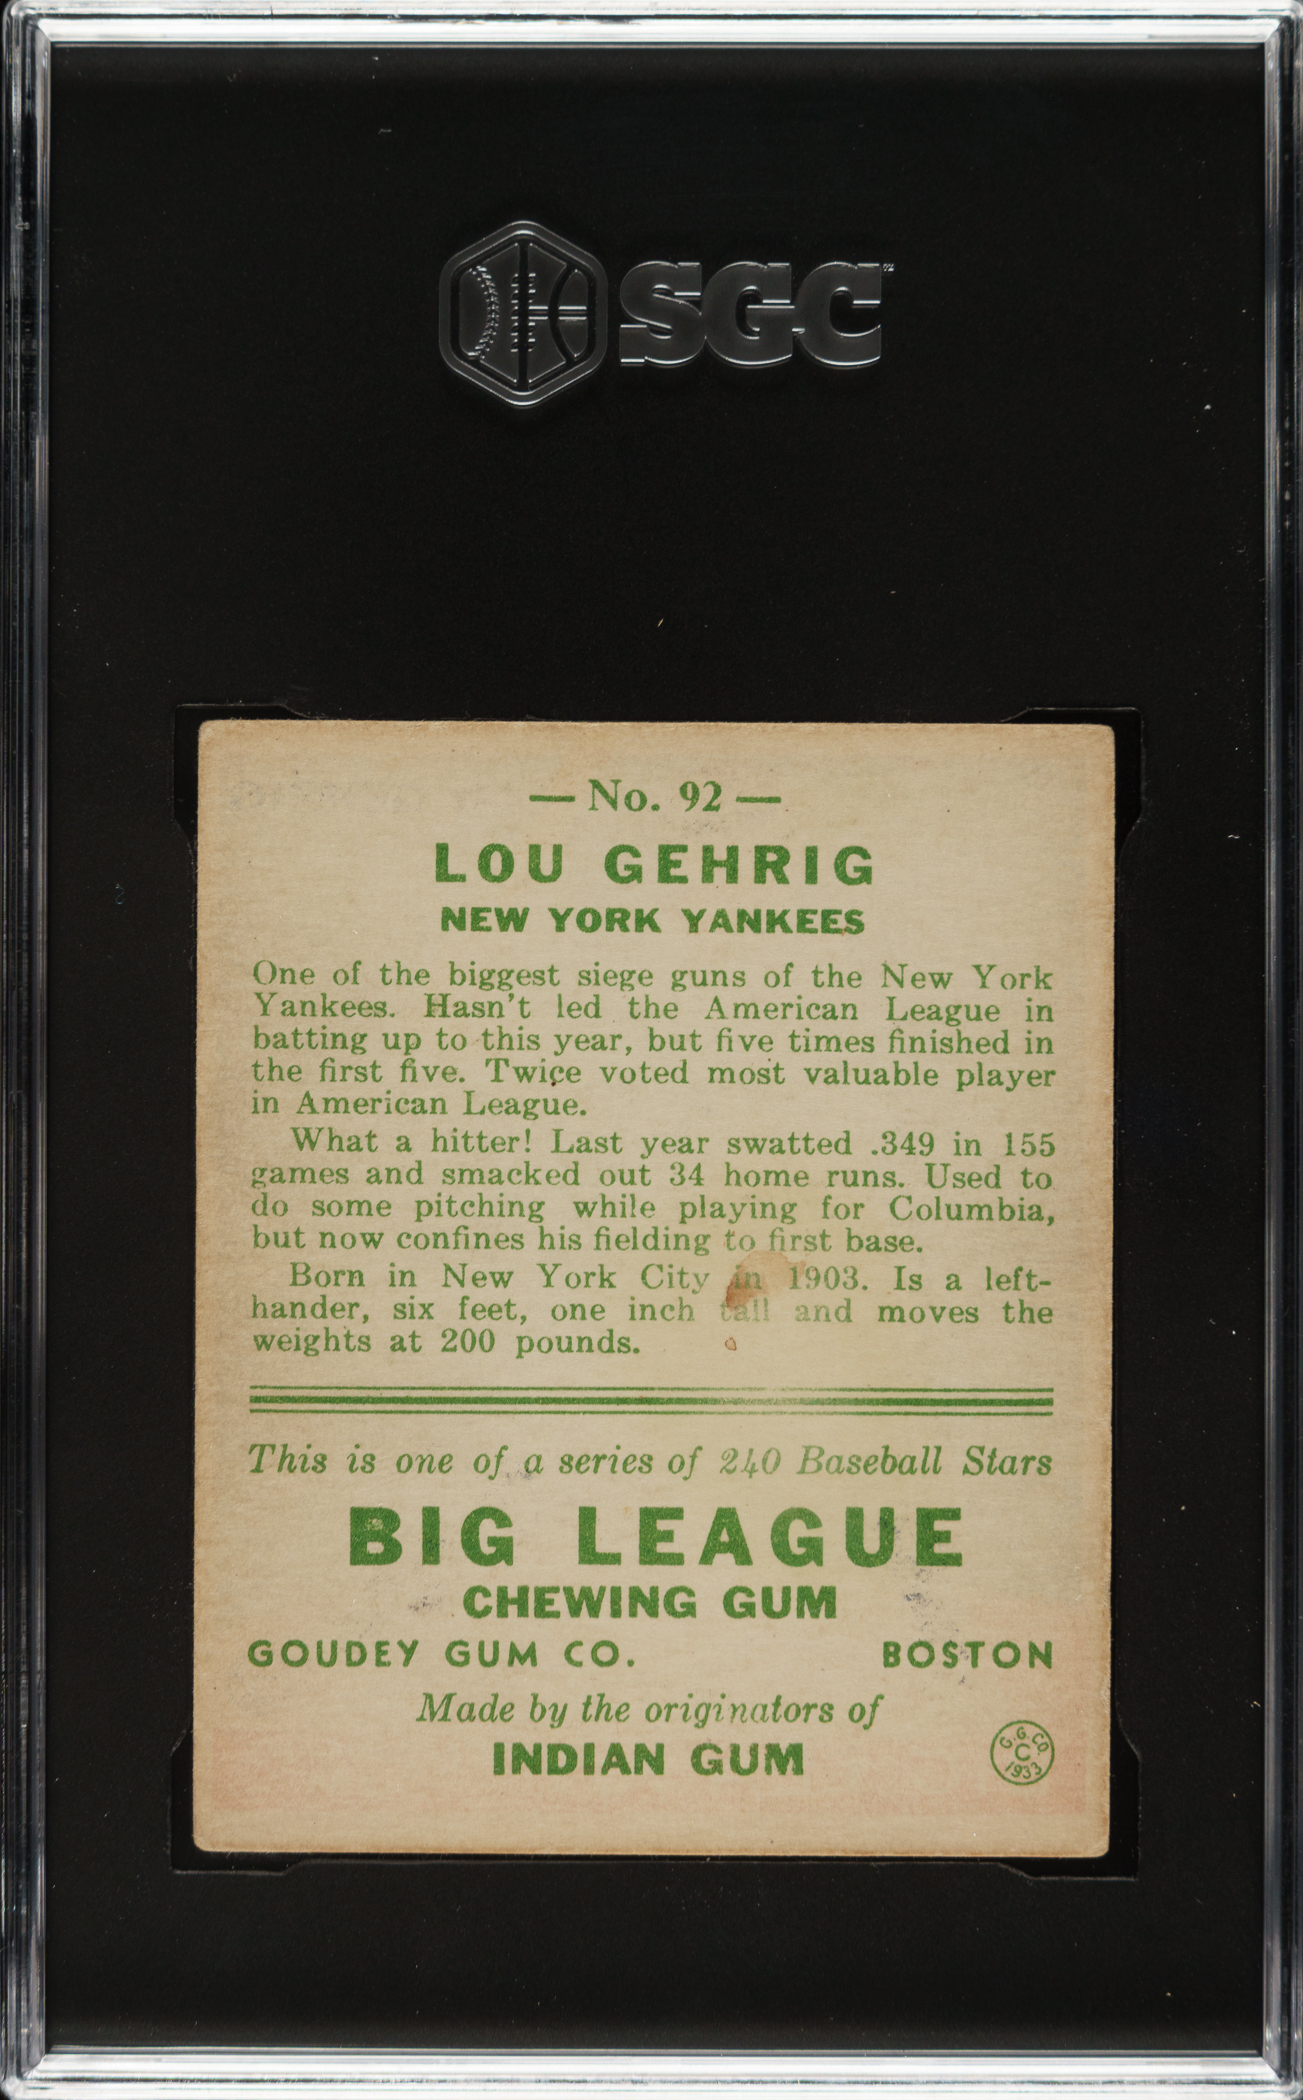 SGC
— No. 92 —
LOU GEHRIG
NEW YORK YANKEES
One of the biggest siege guns of the New York
Yankees. Hasn't led the American League in
batting up to this year, but five times finished in
the first five. Twice voted most valuable player
in American League.
What a hitter! Last year swatted .349 in 155
games and smacked out 34 home runs. Used to
do some pitching while playing for Columbia,
but now confines his fielding to first base.
Born in New York City in 1903. Is a left-
hander, six feet, one inch tall and moves the
weights at 200 pounds.
This is one of a series of 240 Baseball Stars
BIG LEAGUE
CHEWING GUM
GOUDEY GUM CO. BOSTON
Made by the originators of
INDIAN GUM
G. G. CO.
C
1933